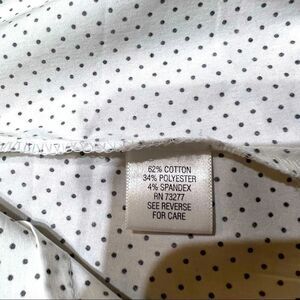 62% COTTON
34% POLYESTER
4% SPANDEX
RN 73277
SEE REVERSE
FOR CARE